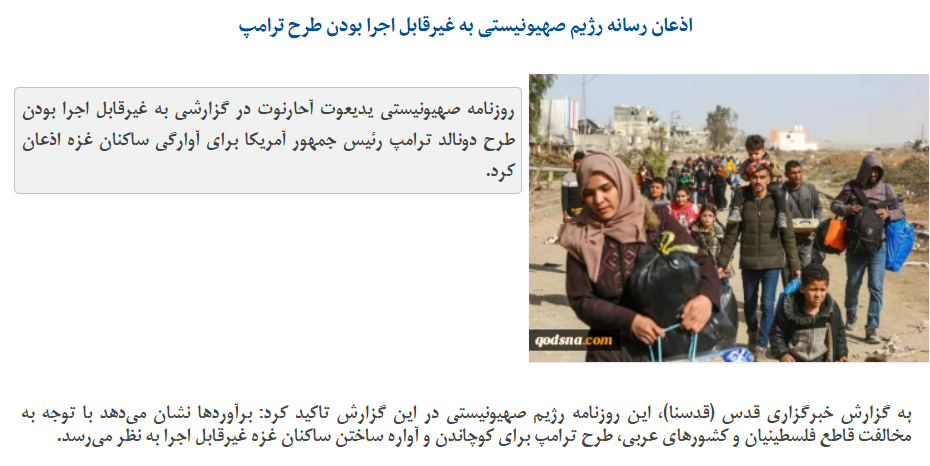 اذعان رسانه رژیم صهیونیستی به غیرقابل اجرا بودن طرح ترامپ
روزنامه صهیونیستی یدیعوت آحارنوت در گزارشی به غیرقابل اجرا بودن
طرح دونالد ترامپ رئیس جمهور آمریکا برای آوارگی ساکنان غزه اذعان
کرد.
qodsna.com
به گزارش خبرگزاری قدس (قدسنا)، این روزنامه رژیم صهیونیستی در این گزارش تاکید کرد: برآوردها نشان می‌دهد با توجه به
مخالفت قاطع فلسطینیان و کشورهای عربی، طرح ترامپ برای کوچاندن و آواره ساختن ساکنان غزه غیرقابل اجرا به نظر می‌رسد.